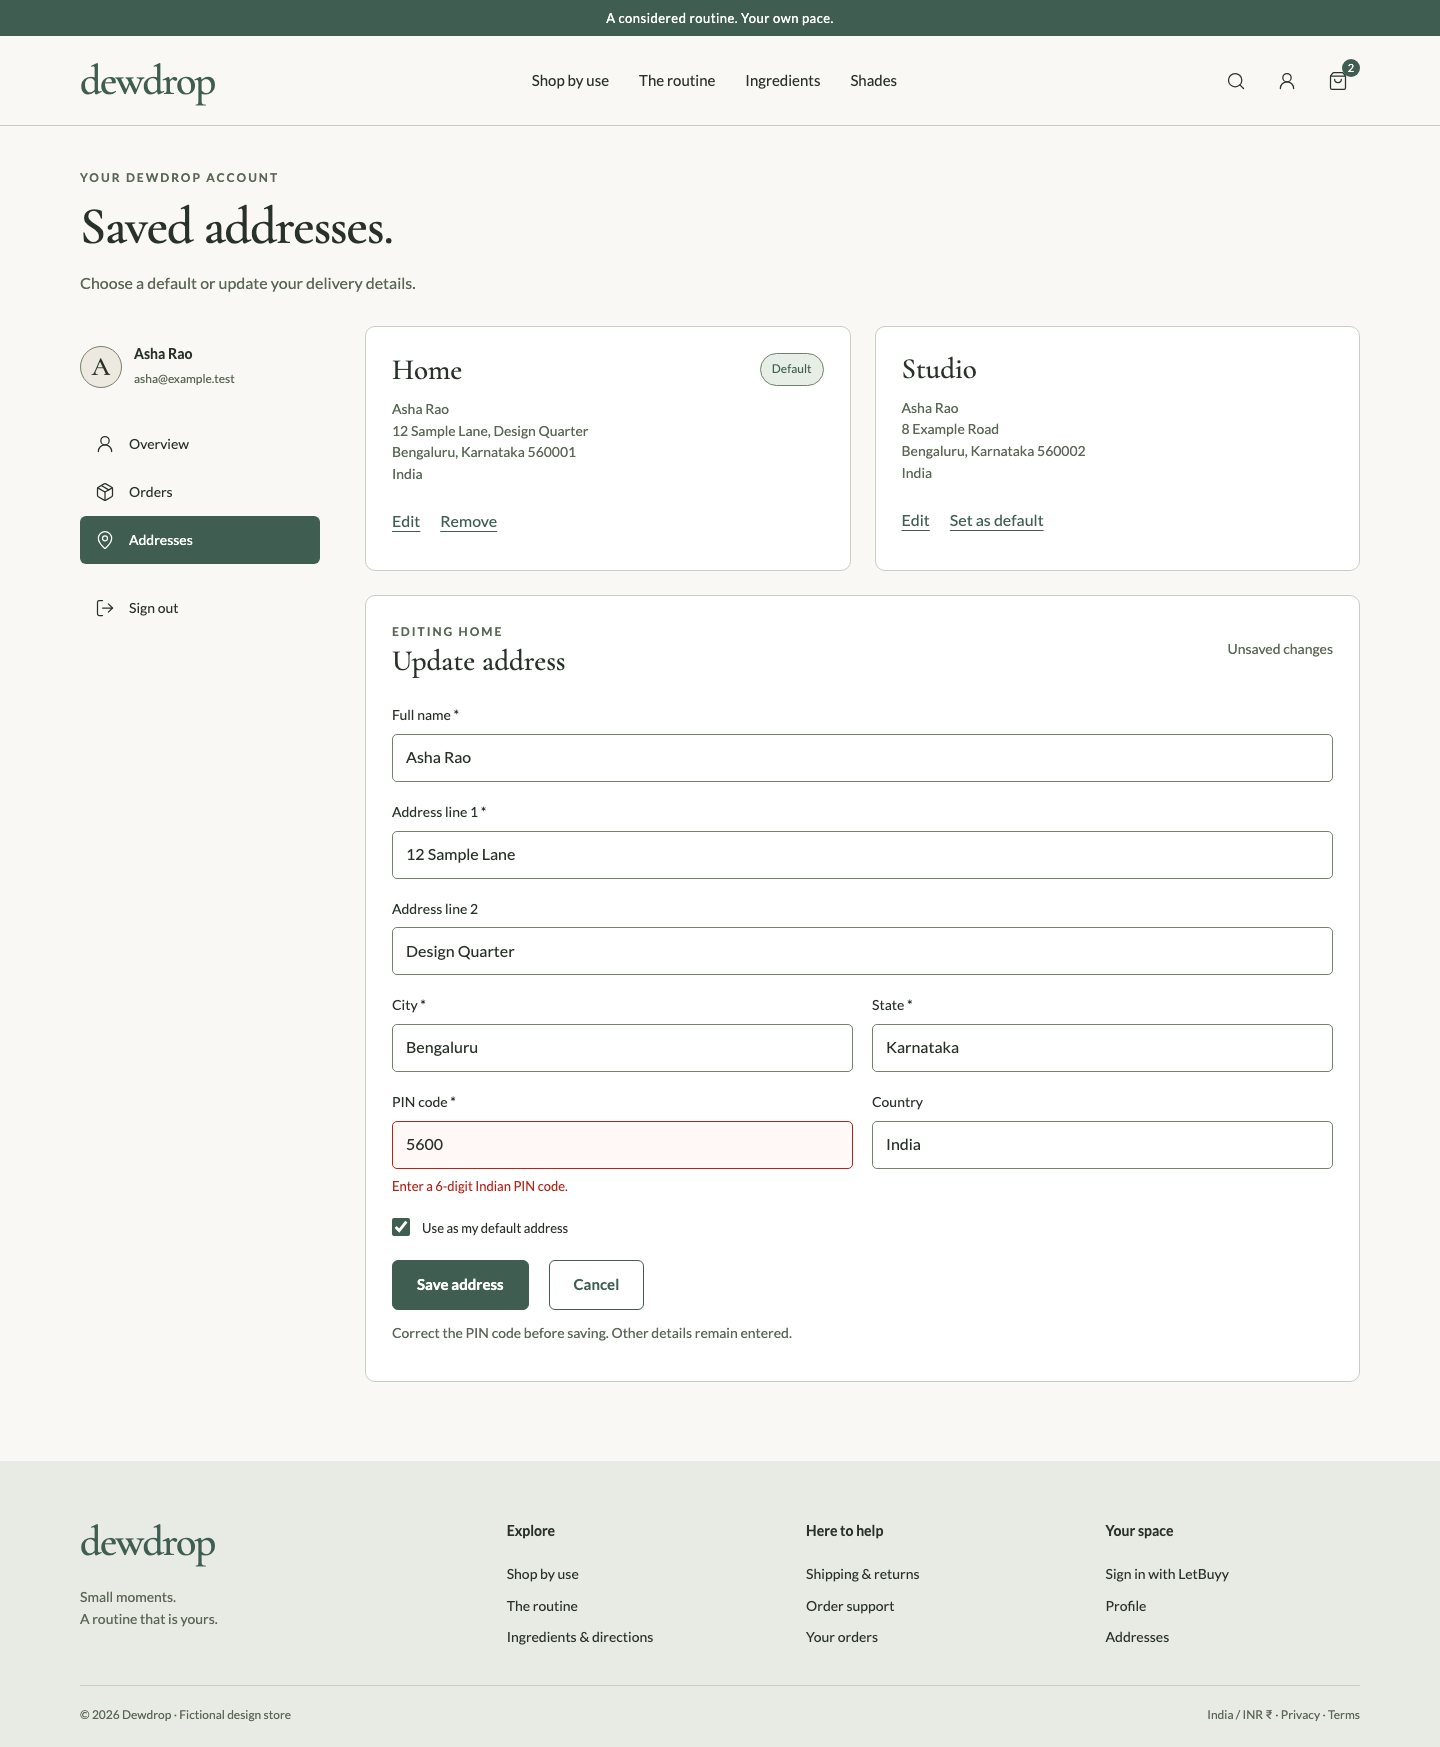 A considered routine. Your own pace.
dewdrop
Shop by use
The routine
Ingredients
Shades
2
YOUR DEWDROP ACCOUNT
Saved addresses.
Choose a default or update your delivery details.
A
Asha Rao
asha@example.test
Overview
Orders
Addresses
Sign out
Home
Default
Asha Rao
12 Sample Lane, Design Quarter
Bengaluru, Karnataka 560001
India
Edit
Remove
Studio
Asha Rao
8 Example Road
Bengaluru, Karnataka 560002
India
Edit
Set as default
EDITING HOME
Update address
Unsaved changes
Full name *
Asha Rao
Address line 1 *
12 Sample Lane
Address line 2
Design Quarter
City *
Bengaluru
State *
Karnataka
PIN code *
5600
Enter a 6-digit Indian PIN code.
Country
India
Use as my default address
Save address
Cancel
Correct the PIN code before saving. Other details remain entered.
dewdrop
Small moments.
A routine that is yours.
Explore
Shop by use
The routine
Ingredients & directions
Here to help
Shipping & returns
Order support
Your orders
Your space
Sign in with LetBuyy
Profile
Addresses
© 2026 Dewdrop · Fictional design store
India / INR ₹ · Privacy · Terms